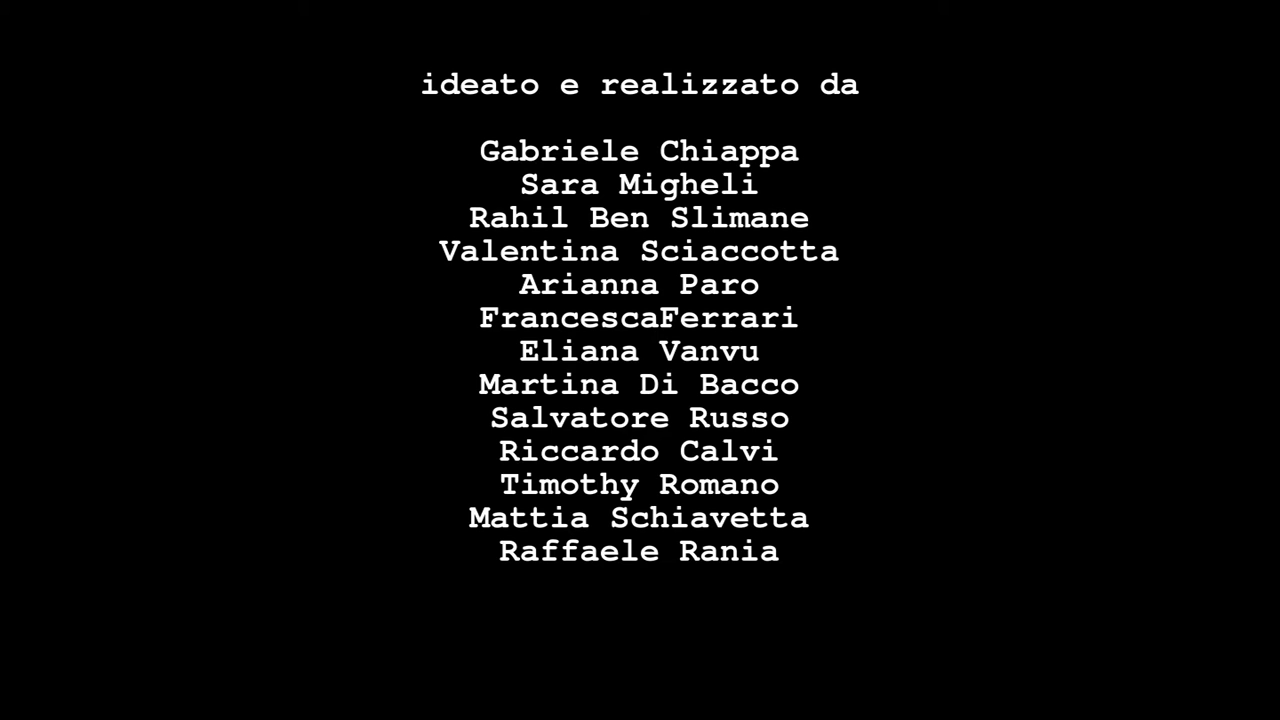 ideato e realizzato da
Gabriele Chiappa
Sara Migheli
Rahil Ben Slimane
Valentina Sciaccotta
Arianna Paro
FrancescaFerrari
Eliana Vanvu
Martina Di Bacco
Salvatore Russo
Riccardo Calvi
Timothy Romano
Mattia Schiavetta
Raffaele Rania